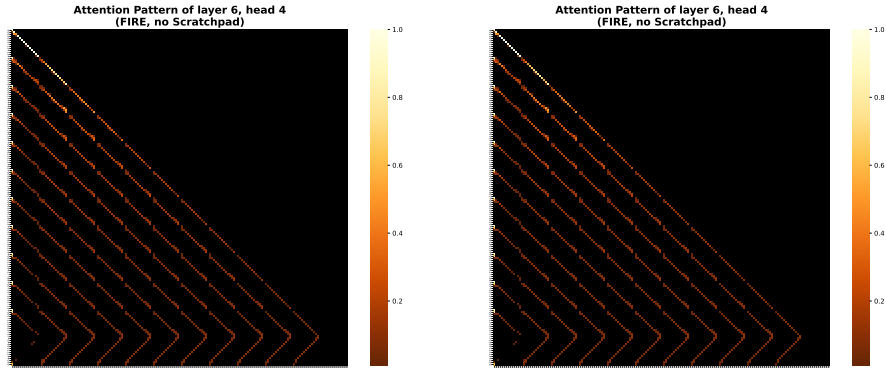 Attention Pattern of layer 6, head 4
(FIRE, no Scratchpad)
1.0
0.8
0.6
0.4
0.2
Attention Pattern of layer 6, head 4
(FIRE, no Scratchpad)
1.0
0.8
0.6
0.4
0.2